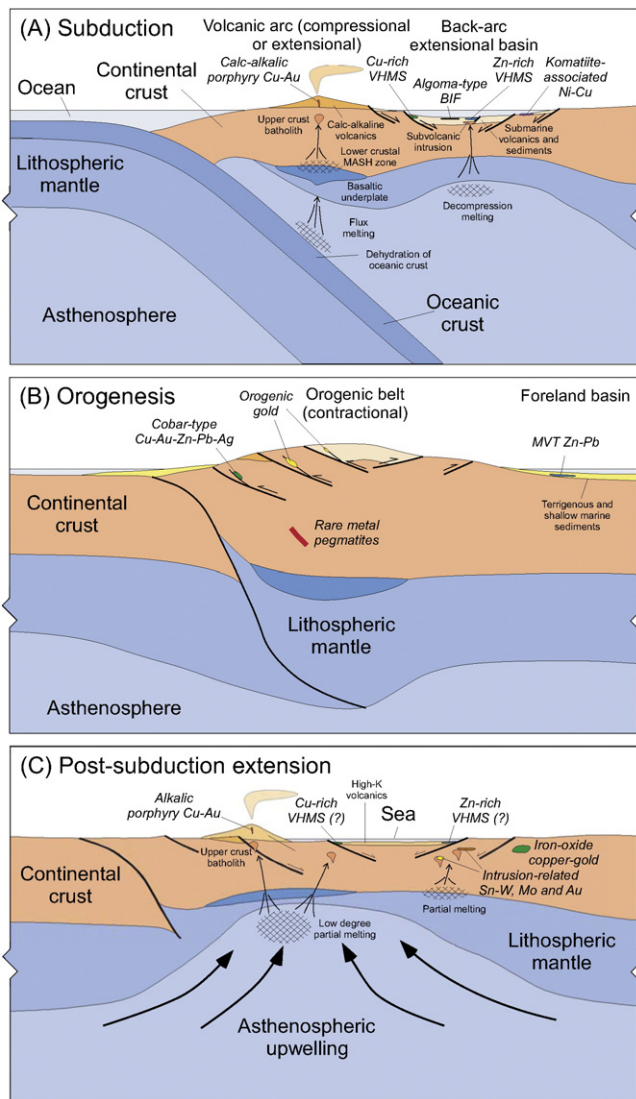 (A) Subduction
Volcanic arc (compressional
or extensional)
Back-arc
extensional basin
Calc-alkalic
porphyry Cu-Au
Cu-rich
VHMS
Algoma-type
BIF
Zn-rich
VHMS
Komatiite-
associated
Ni-Cu
Continental
crust
Ocean
Upper crust
batholith
Calc-alkaline
volcanics
Subvolcanic
intrusion
Submarine
volcanics and
sediments
Lower crustal
MASH zone
Lithospheric
mantle
Basaltic
underplate
Decompression
melting
Flux
melting
Dehydration of
oceanic crust
Asthenosphere
Oceanic
crust
(B) Orogenesis
Orogenic
gold
Orogenic belt
(contractional)
Foreland basin
Cobar-type
Cu-Au-Zn-Pb-Ag
MVT Zn-Pb
Continental
crust
Terrigenous and
shallow marine
sediments
Rare metal
pegmatites
Lithospheric
mantle
Asthenosphere
(C) Post-subduction extension
Alkalic
porphyry Cu-Au
Cu-rich
VHMS (?)
High-K
volcanics
Sea
Zn-rich
VHMS (?)
Upper crust
batholith
Iron-oxide
copper-gold
Continental
crust
Intrusion-related
Sn-W, Mo and Au
Partial melting
Low degree
partial melting
Lithospheric
mantle
Asthenospheric
upwelling